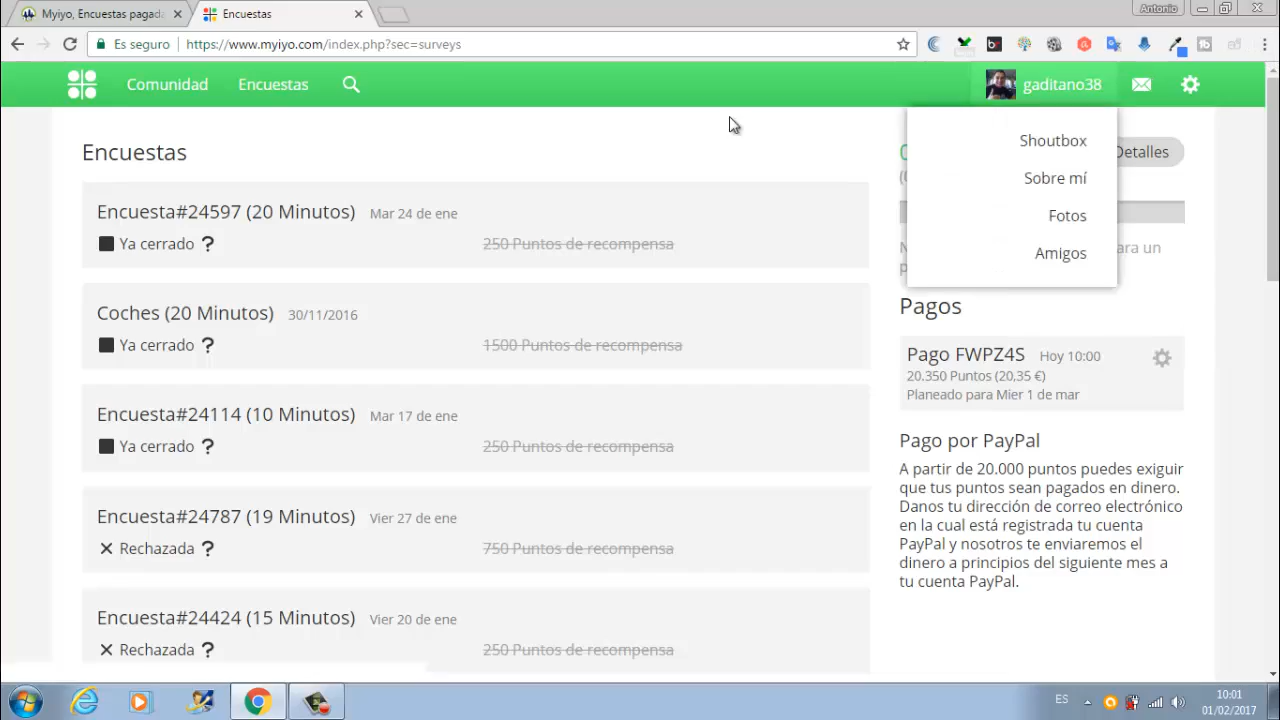 Myiyo, Encuestas pagada
Encuestas
Antonio
Es seguro
https://www.myiyo.com/index.php?sec=surveys
Comunidad
Encuestas
gaditano38
Shoutbox
Sobre mí
Fotos
Amigos
Detalles
ara un
Encuestas
Encuesta#24597 (20 Minutos) Mar 24 de ene
Ya cerrado ? 250 Puntos de recompensa
Coches (20 Minutos) 30/11/2016
Ya cerrado ? 1500 Puntos de recompensa
Encuesta#24114 (10 Minutos) Mar 17 de ene
Ya cerrado ? 250 Puntos de recompensa
Encuesta#24787 (19 Minutos) Vier 27 de ene
Rechazada ? 750 Puntos de recompensa
Encuesta#24424 (15 Minutos) Vier 20 de ene
Rechazada ? 250 Puntos de recompensa
Pagos
Pago FWPZ4S Hoy 10:00
20.350 Puntos (20,35 €)
Planeado para Mier 1 de mar
Pago por PayPal
A partir de 20.000 puntos puedes exiguir
que tus puntos sean pagados en dinero.
Danos tu dirección de correo electrónico
en la cual está registrada tu cuenta
PayPal y nosotros te enviaremos el
dinero a principios del siguiente mes a
tu cuenta PayPal.
ES
10:01
01/02/2017